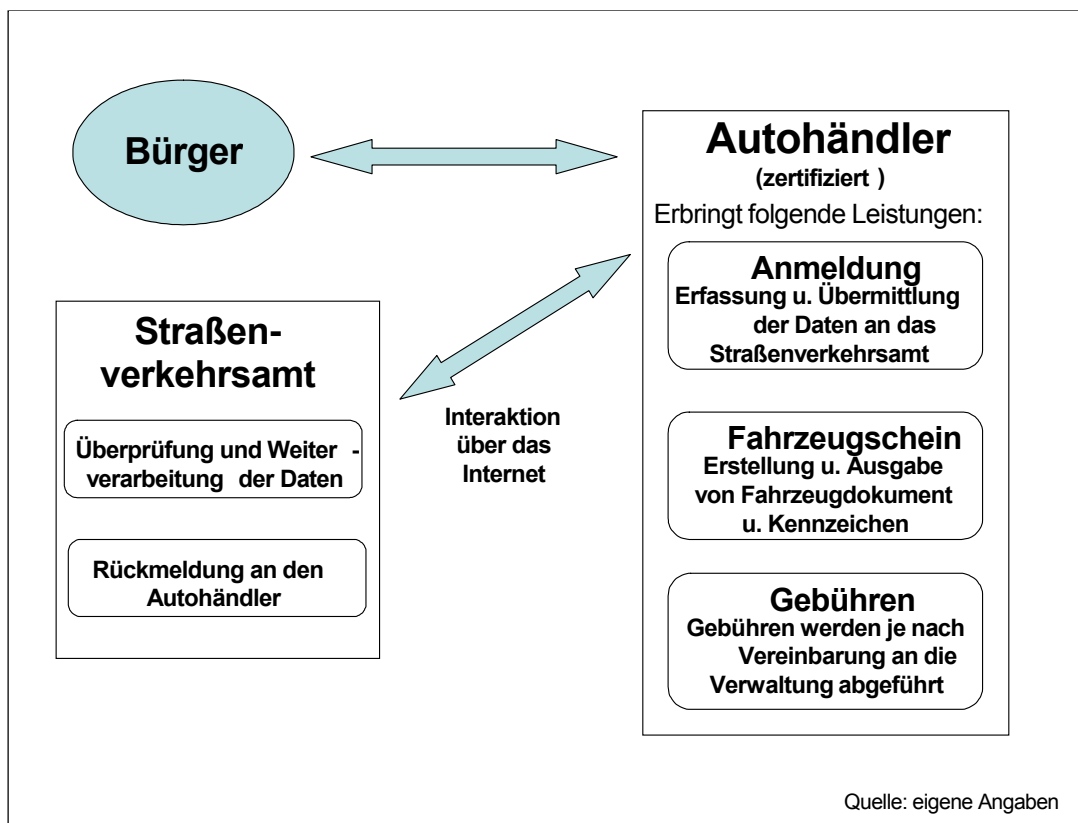 Bürger
Autohändler
(zertifiziert )
Erbringt folgende Leistungen:
Anmeldung
Erfassung u. Übermittlung
der Daten an das
Straßenverkehrsamt
Fahrzeugschein
Erstellung u. Ausgabe
von Fahrzeugdokument
u. Kennzeichen
Gebühren
Gebühren werden je nach
Vereinbarung an die
Verwaltung abgeführt
Straßen-
verkehrsamt
Überprüfung und Weiter -
verarbeitung der Daten
Rückmeldung an den
Autohändler
Interaktion
über das
Internet
Quelle: eigene Angaben